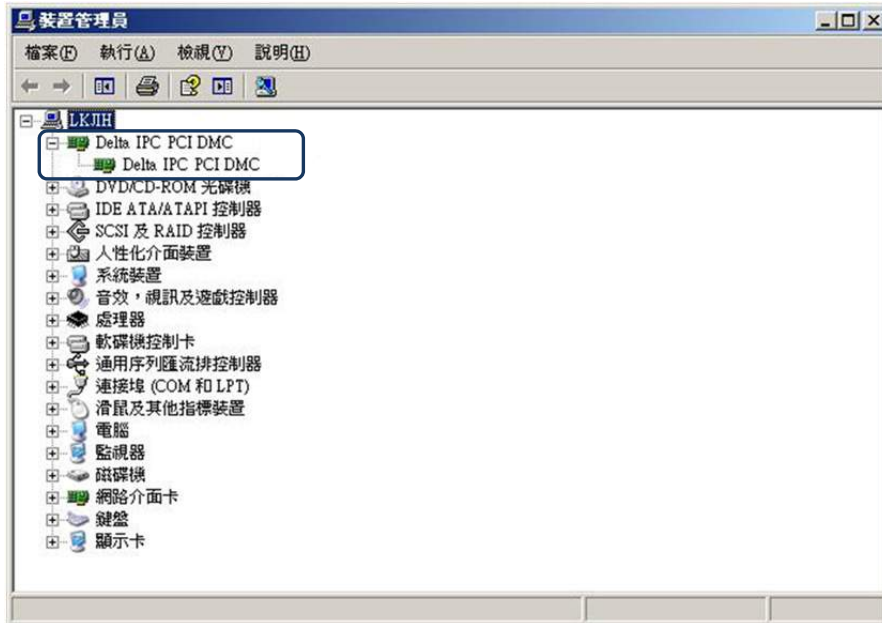 裝置管理員
檔案(F) 執行(A) 檢視(V) 說明(H)
LKJIH
Delta IPC PCI DMC
Delta IPC PCI DMC
DVD/CD-ROM 光碟機
IDE ATA/ATAPI 控制器
SCSI 及 RAID 控制器
人性化介面裝置
系統裝置
音效，視訊及遊戲控制器
處理器
軟碟機控制卡
通用序列匯流排控制器
連接埠 (COM 和 LPT)
滑鼠及其他指標裝置
電腦
監視器
磁碟機
網路介面卡
鍵盤
顯示卡